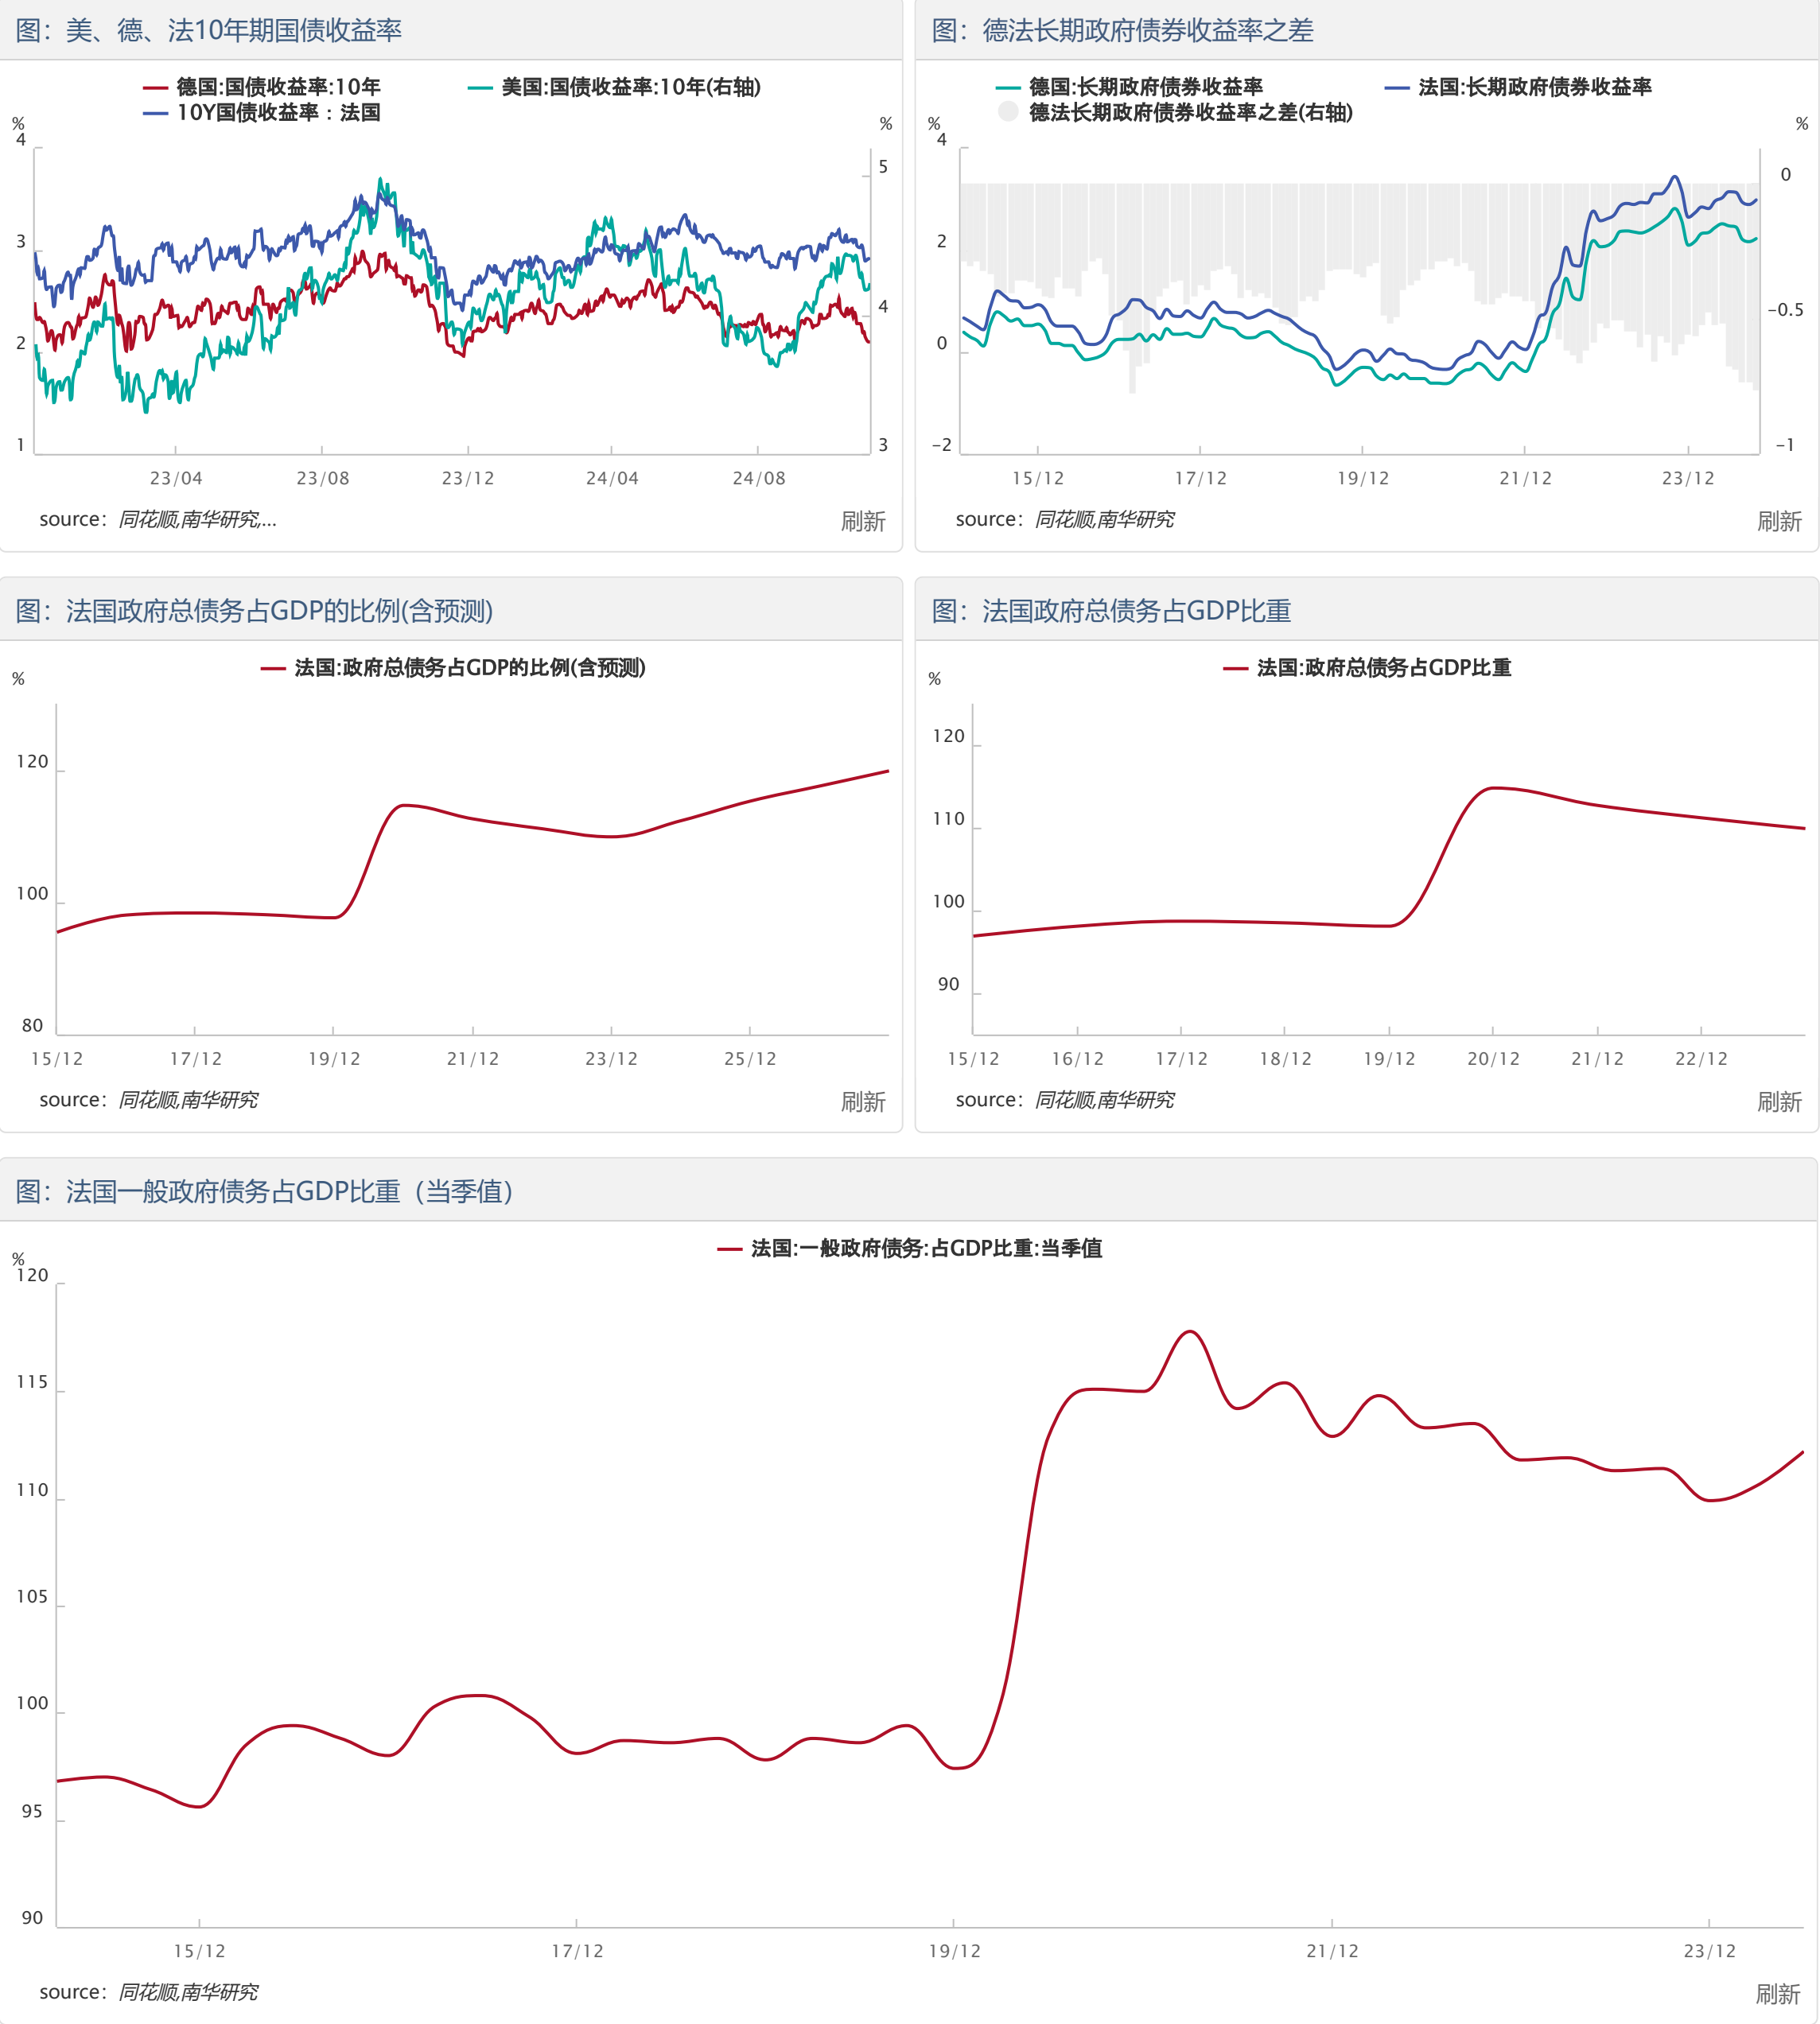 图：美、德、法10年期国债收益率
德国:国债收益率:10年
美国:国债收益率:10年(右轴)
10Y国债收益率：法国
%
%
4
3
2
1
5
4
3
23/04
23/08
23/12
24/04
24/08
source：同花顺,南华研究,...
刷新
图：德法长期政府债券收益率之差
德国:长期政府债券收益率
法国:长期政府债券收益率
德法长期政府债券收益率之差(右轴)
%
%
4
2
0
–2
0
–0.5
–1
15/12
17/12
19/12
21/12
23/12
source：同花顺,南华研究
刷新
图：法国政府总债务占GDP的比例(含预测)
法国:政府总债务占GDP的比例(含预测)
%
120
100
80
15/12
17/12
19/12
21/12
23/12
25/12
source：同花顺,南华研究
刷新
图：法国政府总债务占GDP比重
法国:政府总债务占GDP比重
%
120
110
100
90
15/12
16/12
17/12
18/12
19/12
20/12
21/12
22/12
source：同花顺,南华研究
刷新
图：法国一般政府债务占GDP比重（当季值）
法国:一般政府债务:占GDP比重:当季值
%
120
115
110
105
100
95
90
15/12
17/12
19/12
21/12
23/12
source：同花顺,南华研究
刷新